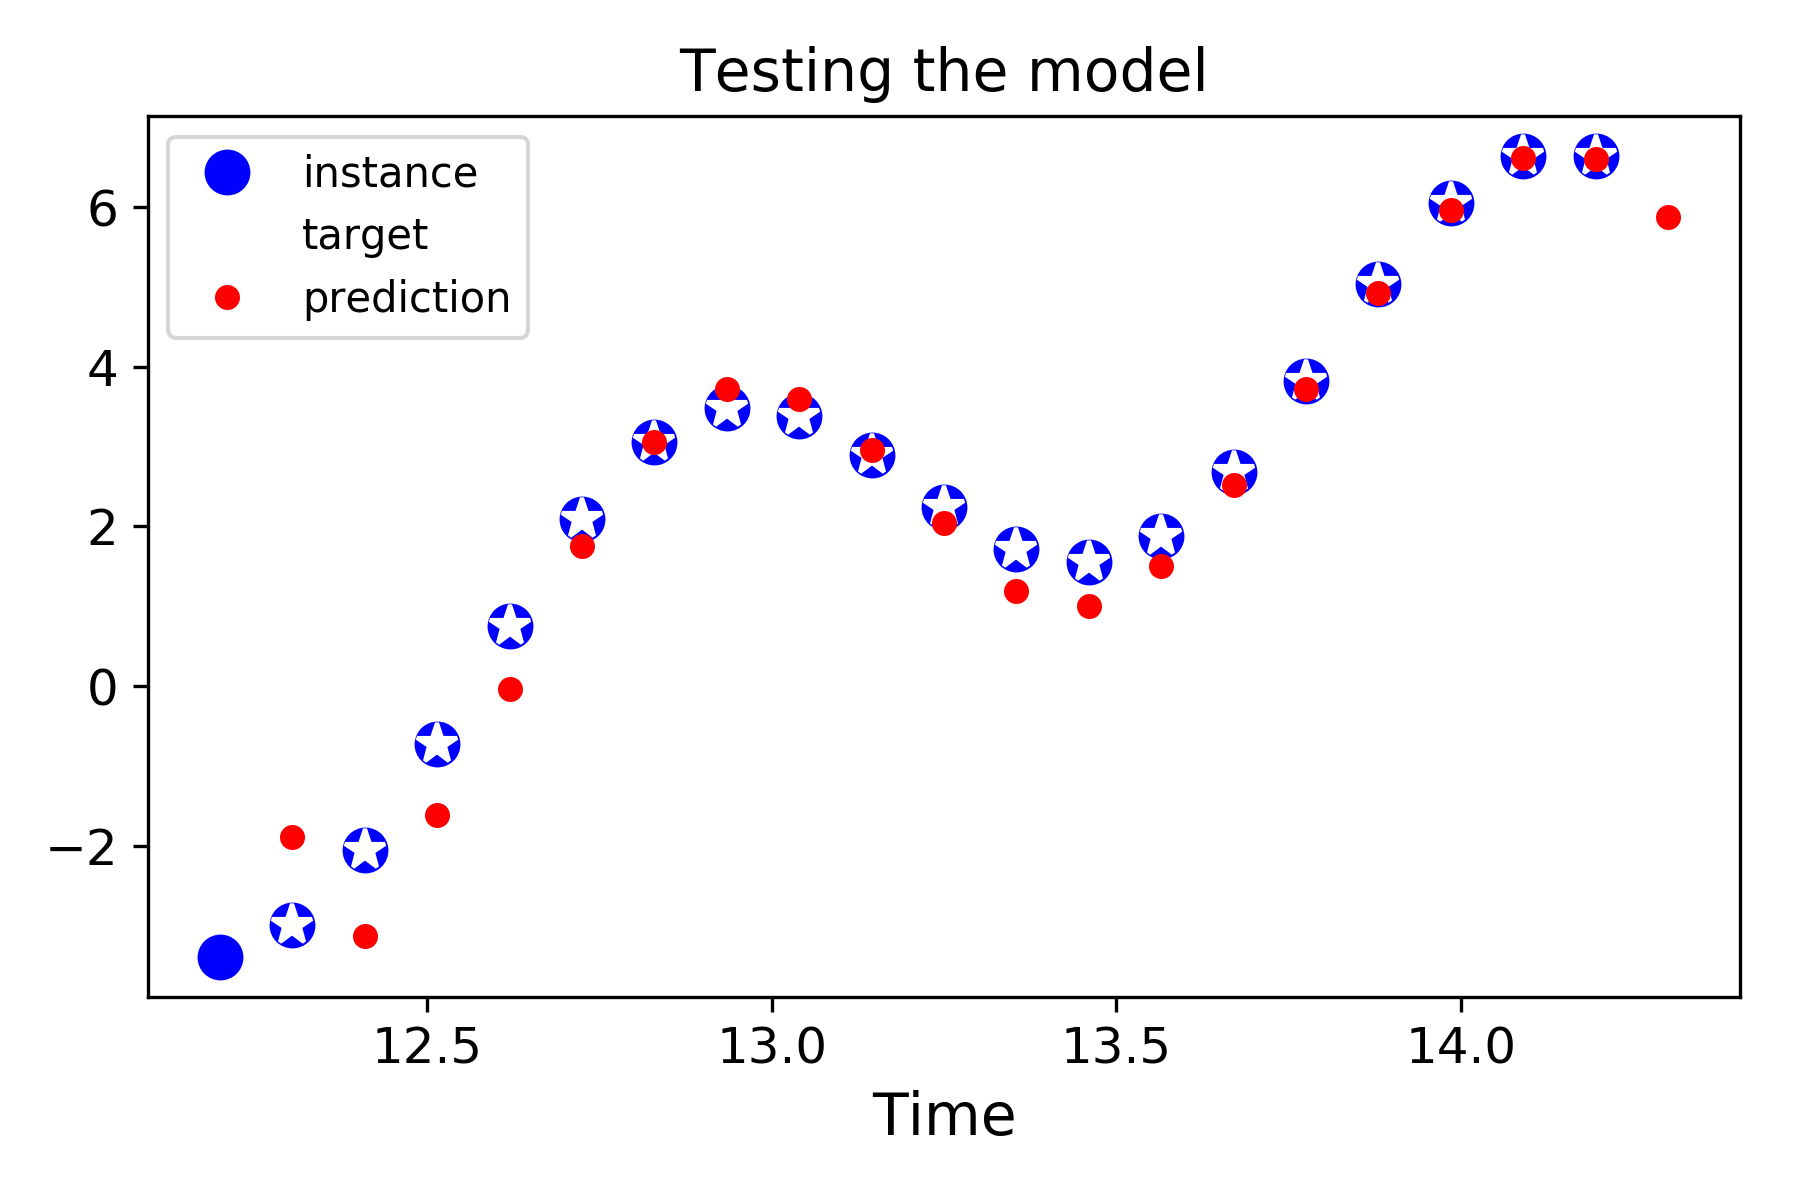 Testing the model
instance
target
prediction
6
4
2
0
−2
12.5 13.0 13.5 14.0
Time